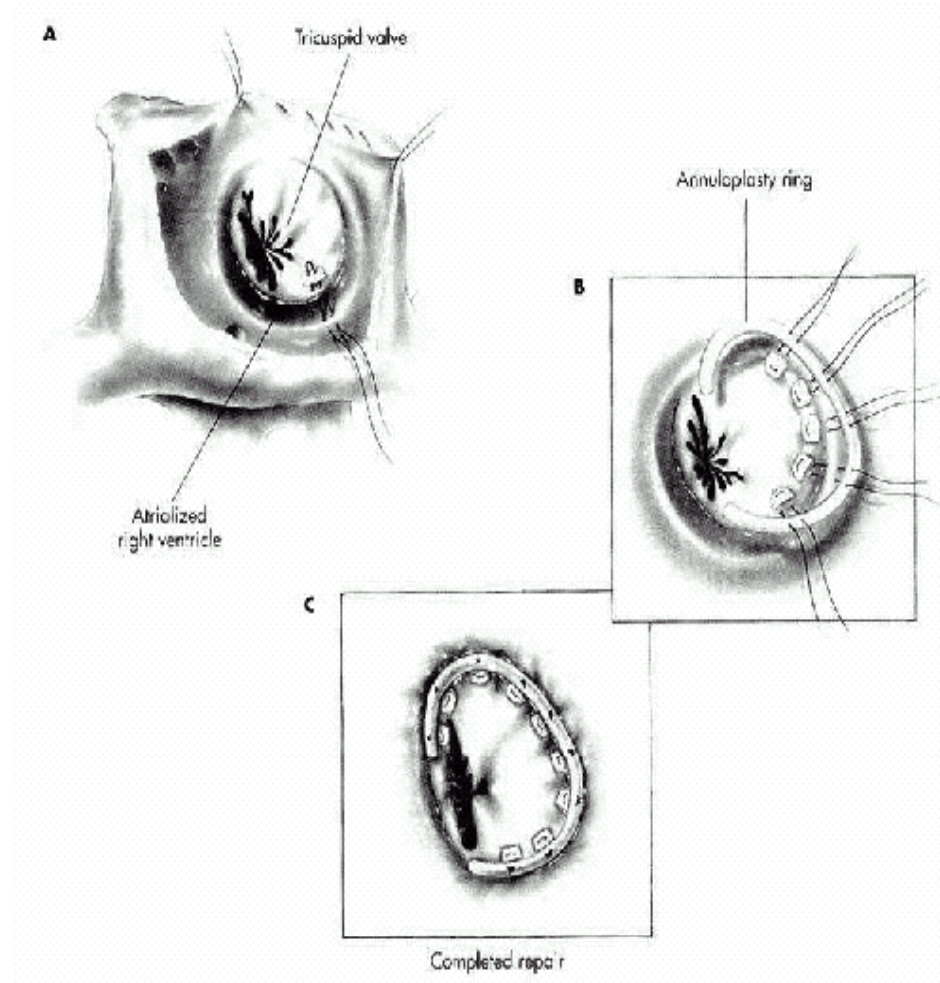 A
Tricuspid valve
Annuloplasty ring
B
Atrialized
right ventricle
C
Completed repair